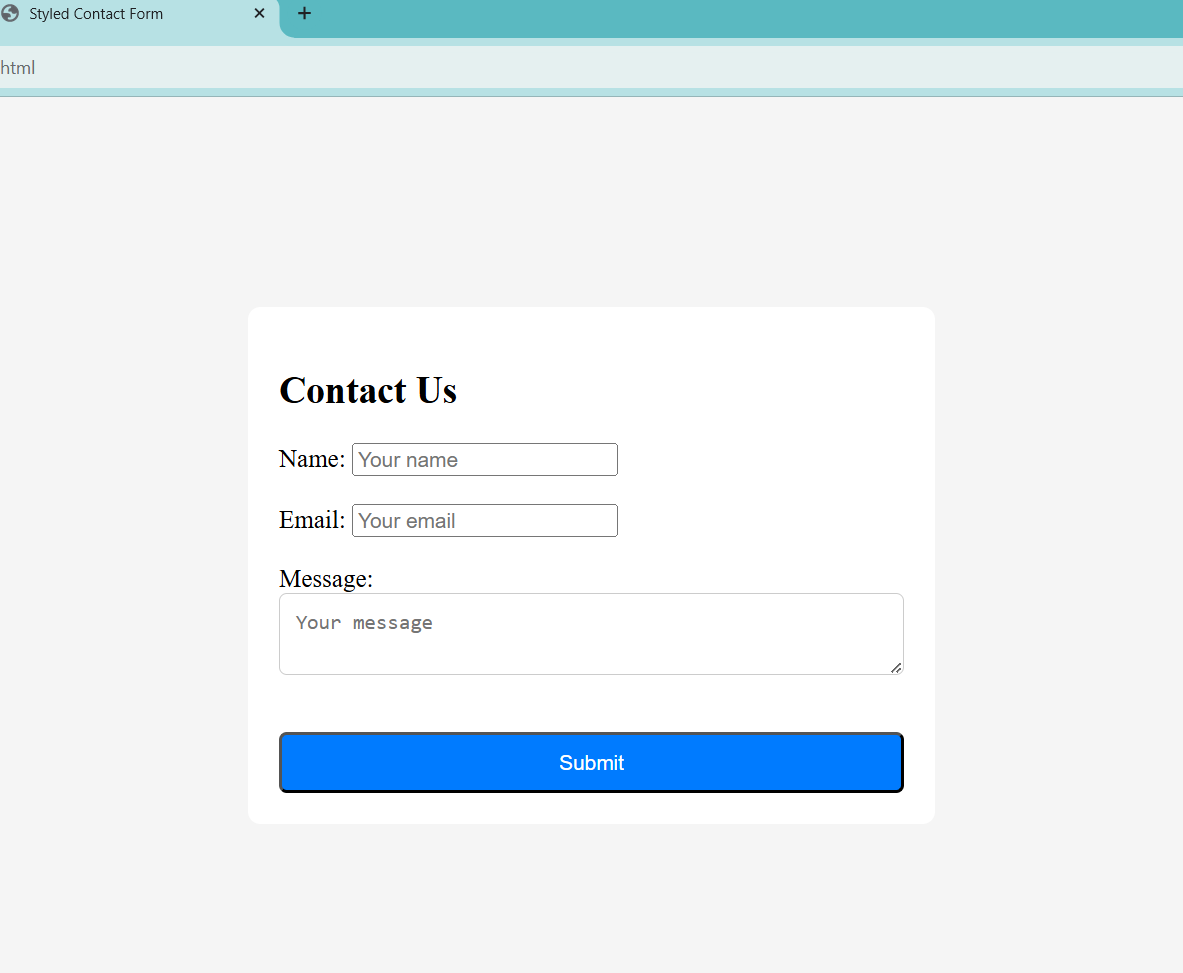 Styled Contact Form
html
Contact Us
Name: Your name
Email: Your email
Message:
Your message
Submit